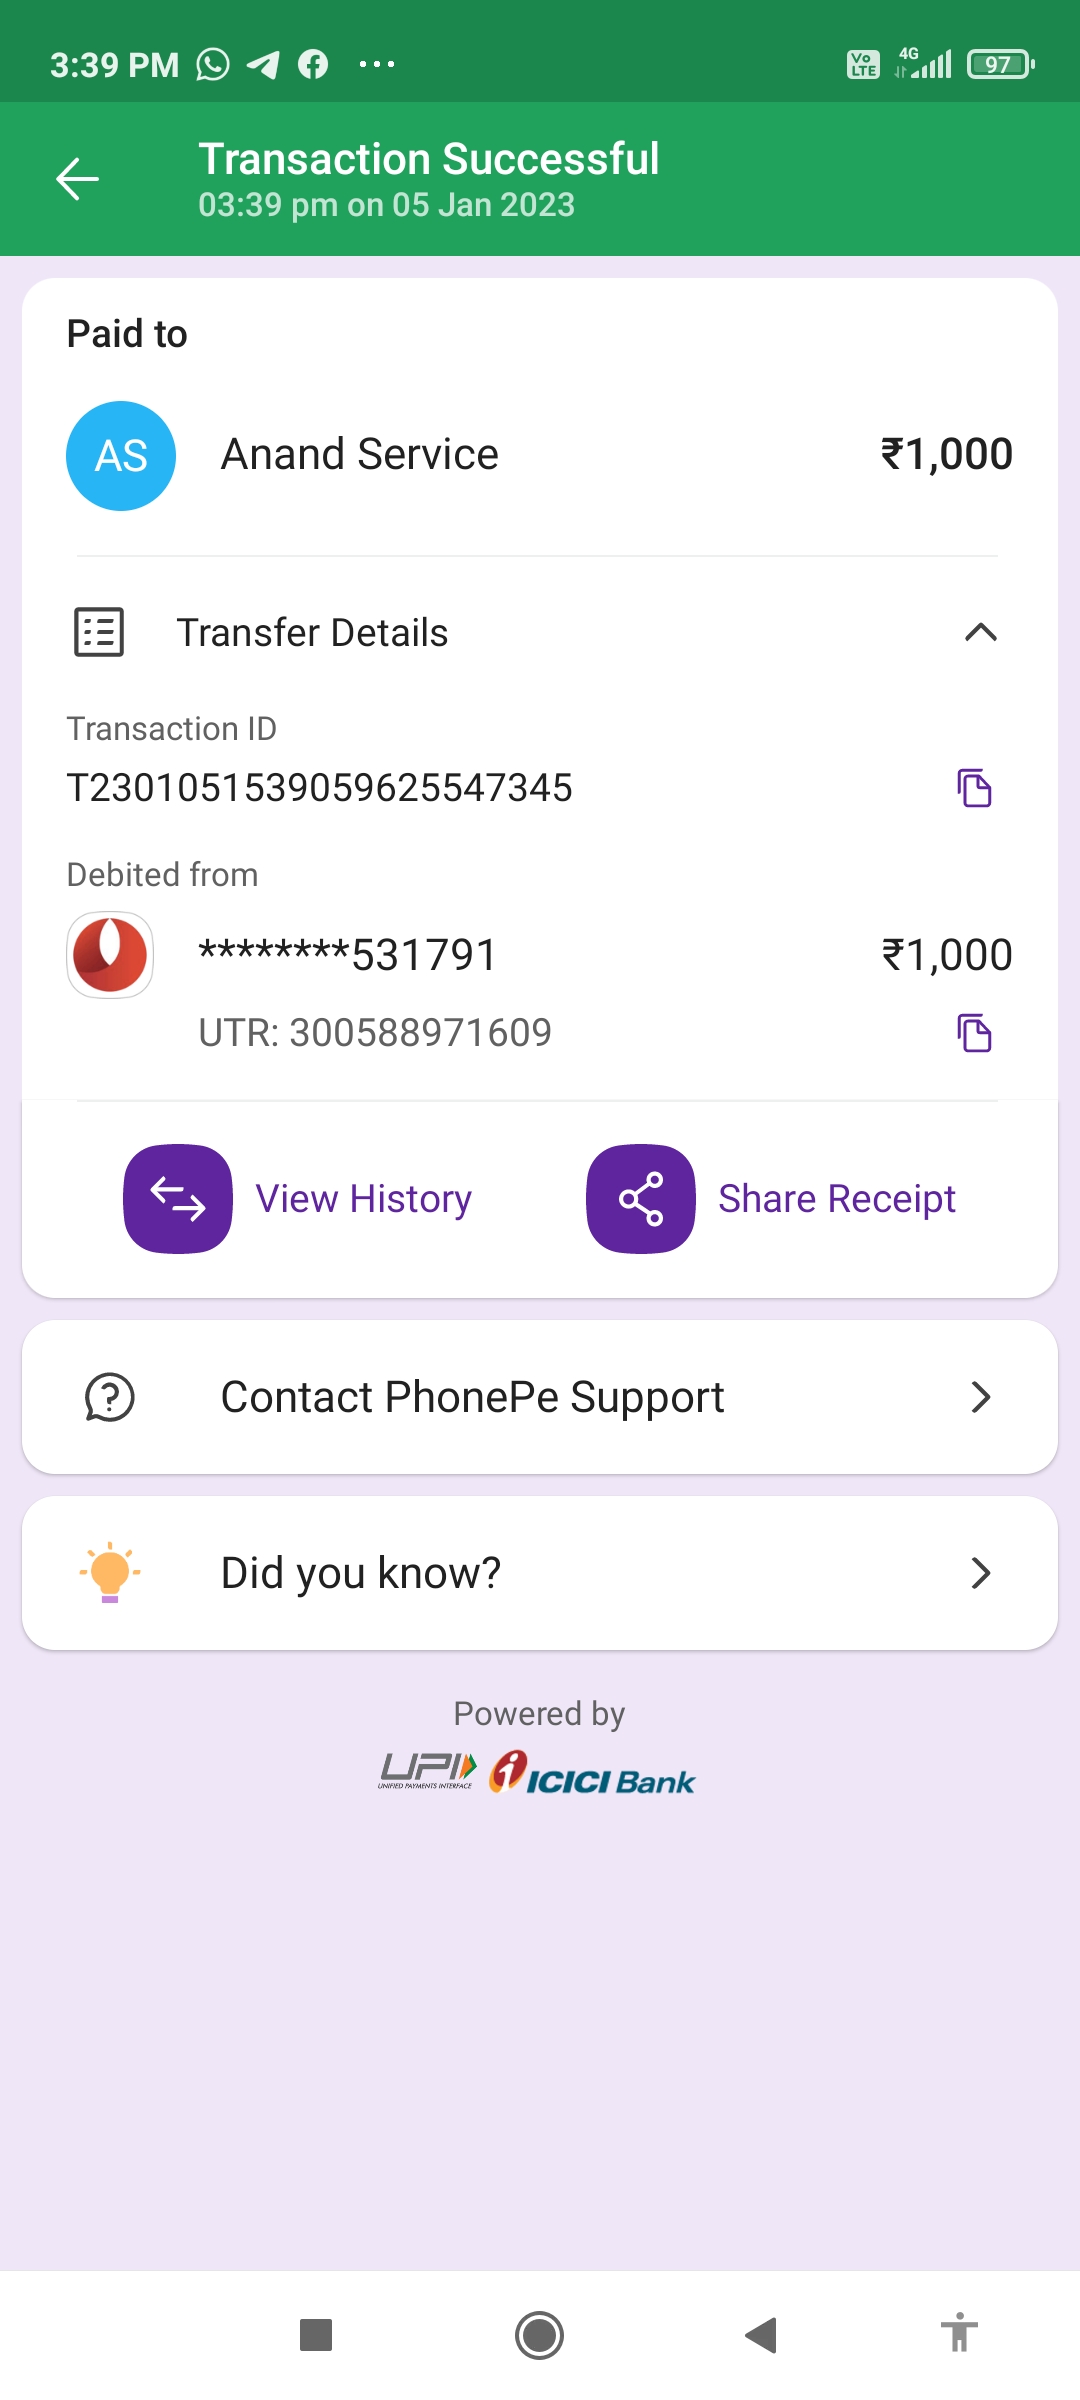 3:39 PM
Vo LTE 4G 97
Transaction Successful
03:39 pm on 05 Jan 2023
Paid to
AS Anand Service ₹1,000
Transfer Details
Transaction ID
T2301051539059625547345
Debited from
********531791 ₹1,000
UTR: 300588971609
View History Share Receipt
Contact PhonePe Support
Did you know?
Powered by
UPI ICICI Bank
UNIFIED PAYMENTS INTERFACE